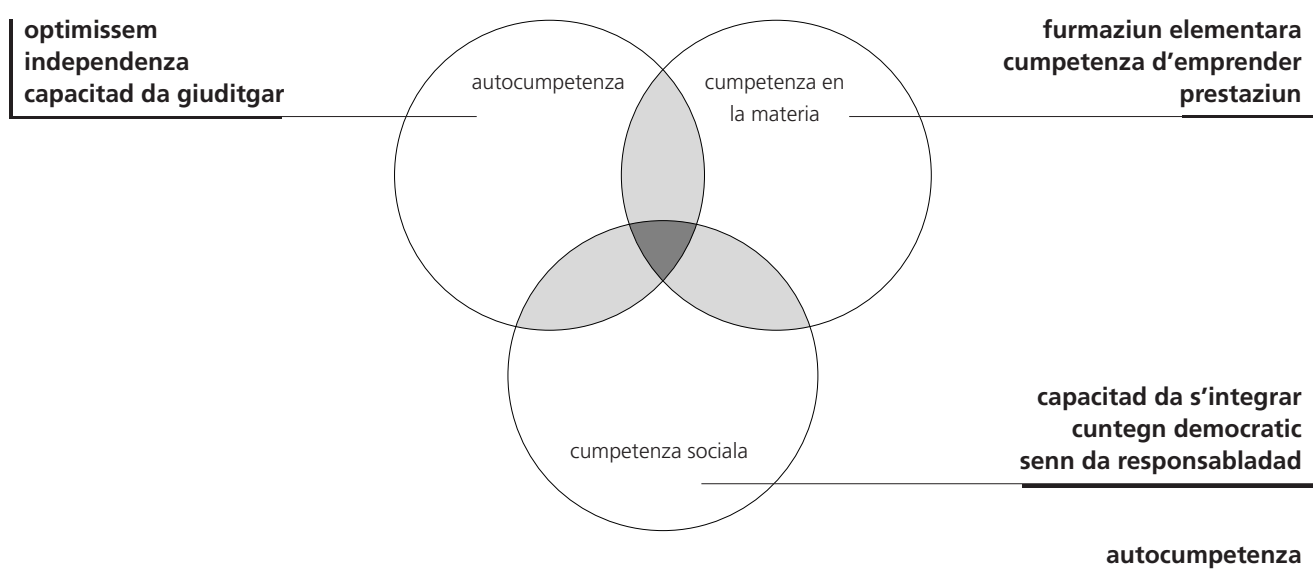 optimissem
independenza
capacitad da giuditgar
autocumpetenza
cumpetenza en
la materia
furmaziun elementara
cumpetenza d’emprender
prestaziun
cumpetenza sociala
capacitad da s’integrar
cuntegn democratic
senn da responsabladad
autocumpetenza